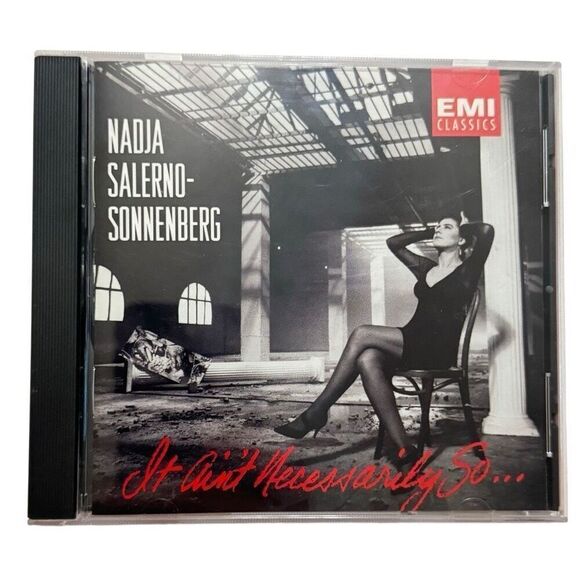 NADJA
SALERNO-
SONNENBERG
EMI
CLASSICS
It Ain't Necessarily So...